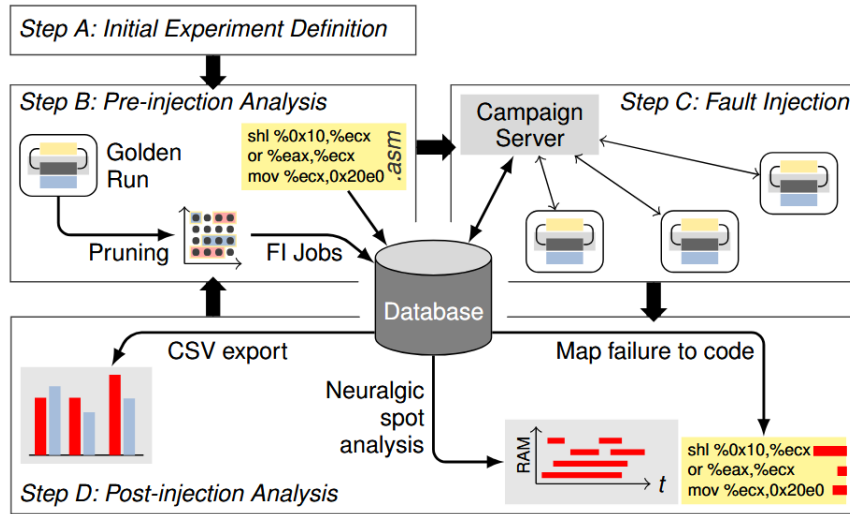 Step A: Initial Experiment Definition
Step B: Pre-injection Analysis
Golden
Run
shl %0x10,%ecx
or %eax,%ecx
mov %ecx,0x20e0
.asm
Pruning
FI Jobs
Step C: Fault Injection
Campaign
Server
Database
CSV export
Map failure to code
Neuralgic
spot
analysis
RAM
t
shl %0x10,%ecx
or %eax,%ecx
mov %ecx,0x20e0
Step D: Post-injection Analysis